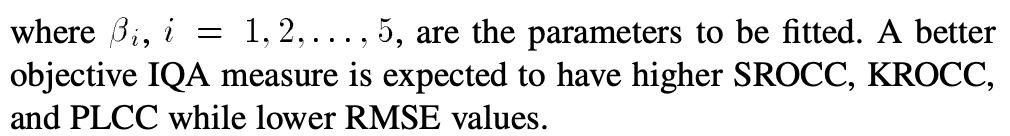 where βᵢ, i = 1, 2, . . . , 5, are the parameters to be fitted. A better
objective IQA measure is expected to have higher SROCC, KROCC,
and PLCC while lower RMSE values.